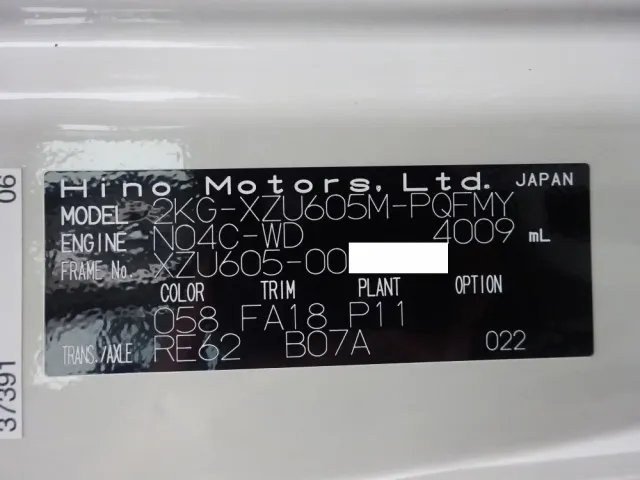 Hino Motors, Ltd. JAPAN
MODEL 2KG-XZU605M-PQFMY
ENGINE N04C-WD 4009 mL
FRAME No. XZU605-00
COLOR TRIM PLANT OPTION
058 FA18 P11
TRANS./AXLE RE62 B07A 022
06
37391